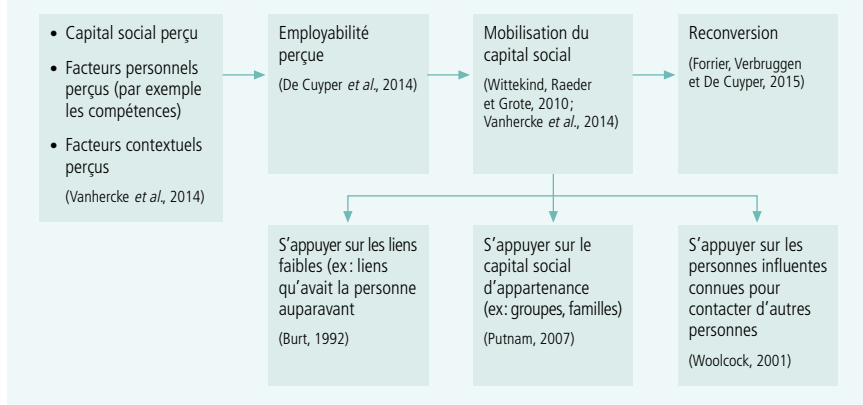 • Capital social perçu
• Facteurs personnels
perçus (par exemple
les compétences)
• Facteurs contextuels
perçus
(Vanhercke et al., 2014)
Employabilité
perçue
(De Cuyper et al., 2014)
Mobilisation du
capital social
(Wittekind, Raeder
et Grote, 2010;
Vanhercke et al., 2014)
Reconversion
(Forrier, Verbruggen
et De Cuyper, 2015)
S'appuyer sur les liens
faibles (ex : liens
qu'avait la personne
auparavant
(Burt, 1992)
S'appuyer sur le
capital social
d'appartenance
(ex: groupes, familles)
(Putnam, 2007)
S'appuyer sur les
personnes influentes
connues pour
contacter d'autres
personnes
(Woolcock, 2001)